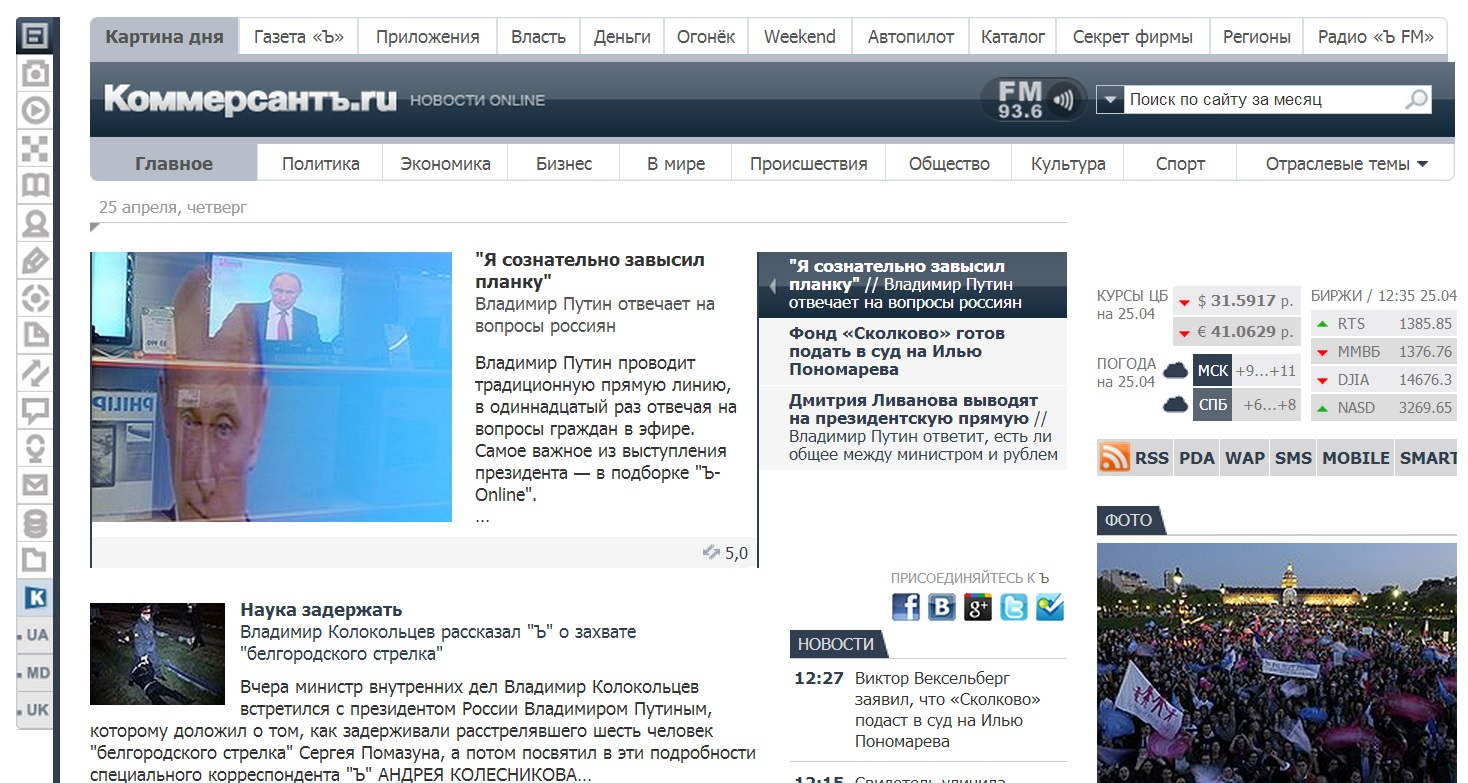 Картина дня
Газета «Ъ»
Приложения
Власть
Деньги
Огонёк
Weekend
Автопилот
Каталог
Секрет фирмы
Регионы
Радио «Ъ FM»
Коммерсантъ.ru НОВОСТИ ONLINE
FM
93.6
Поиск по сайту за месяц
Главное
Политика
Экономика
Бизнес
В мире
Происшествия
Общество
Культура
Спорт
Отраслевые темы
25 апреля, четверг
PHILIP
"Я сознательно завысил
планку"
Владимир Путин отвечает на
вопросы россиян
Владимир Путин проводит
традиционную прямую линию,
в одиннадцатый раз отвечая на
вопросы граждан в эфире.
Самое важное из выступления
президента — в подборке "Ъ-
Online".
...
5,0
"Я сознательно завысил
планку" // Владимир Путин
отвечает на вопросы россиян
Фонд «Сколково» готов
подать в суд на Илью
Пономарева
Дмитрия Ливанова выводят
на президентскую прямую //
Владимир Путин ответит, есть ли
общее между министром и рублем
КУРСЫ ЦБ
на 25.04
$ 31.5917 р.
€ 41.0629 р.
ПОГОДА
на 25.04
МСК +9...+11
СПБ +6...+8
БИРЖИ / 12:35 25.04
RTS 1385.85
ММВБ 1376.76
DJIA 14676.3
NASD 3269.65
RSS
PDA
WAP
SMS
MOBILE
SMART
ФОТО
ПРИСОЕДИНЯЙТЕСЬ К Ъ
f
B
g+
t
НОВОСТИ
12:27 Виктор Вексельберг
заявил, что «Сколково»
подаст в суд на Илью
Пономарева
12:15 Свидетель уличила
Наука задержать
Владимир Колокольцев рассказал "Ъ" о захвате
"белгородского стрелка"
Вчера министр внутренних дел Владимир Колокольцев
встретился с президентом России Владимиром Путиным,
которому доложил о том, как задерживали расстрелявшего шесть человек
"белгородского стрелка" Сергея Помазуна, а потом посвятил в эти подробности
специального корреспондента "Ъ" АНДРЕЯ КОЛЕСНИКОВА...
K
UA
MD
UK